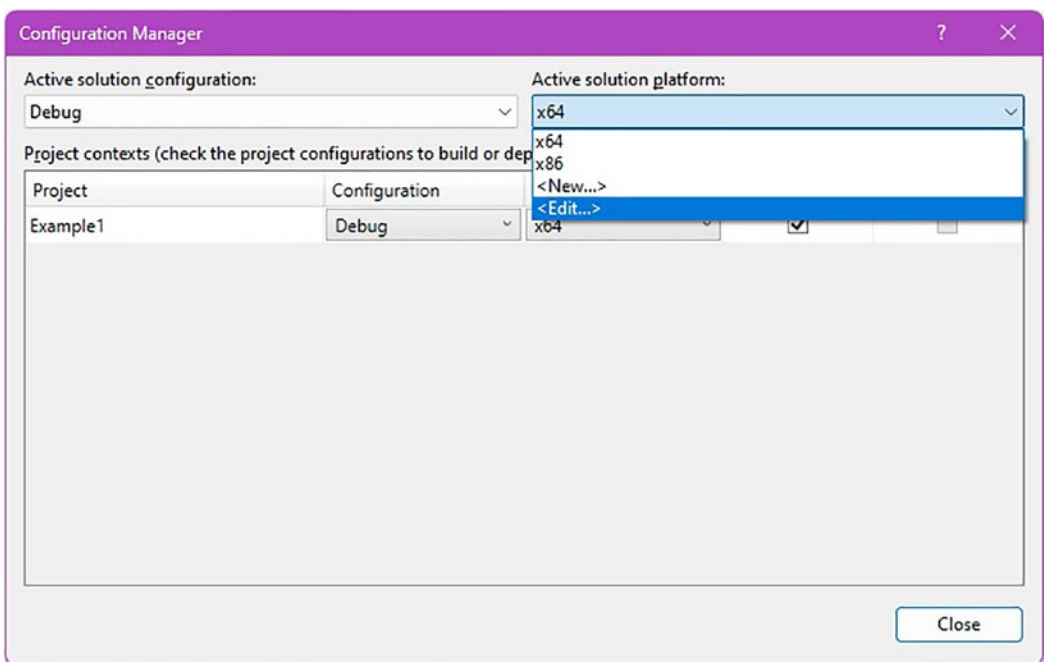 Configuration Manager
?
Active solution configuration:
Active solution platform:
Debug
x64
x64
x86
<New...>
<Edit...>
Project contexts (check the project configurations to build or dep
Project
Configuration
Example1
Debug
x64
Close